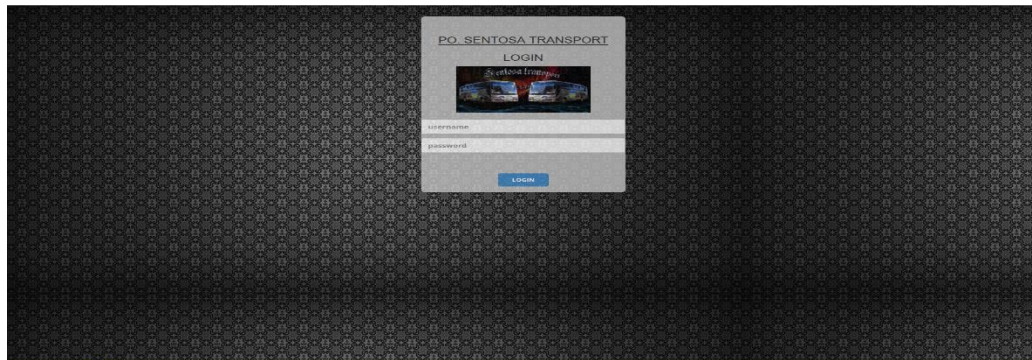 PO. SENTOSA TRANSPORT
LOGIN
Sentosa transport
username
password
LOGIN